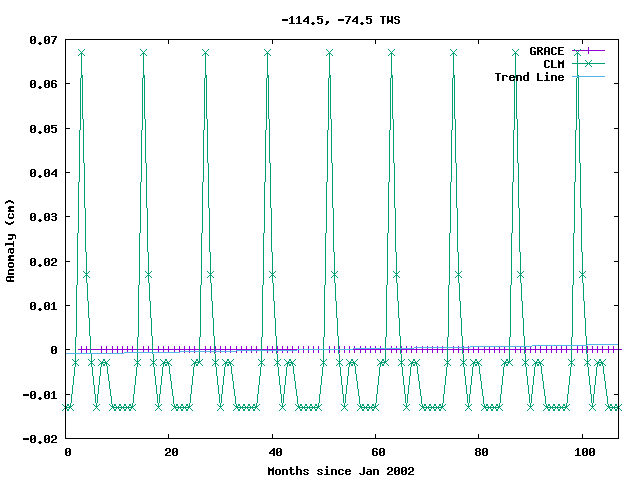 -114.5, -74.5 TWS
GRACE
CLM
Trend Line
0.07
0.06
0.05
0.04
0.03
0.02
0.01
0
-0.01
-0.02
Anomaly (cm)
0 20 40 60 80 100
Months since Jan 2002